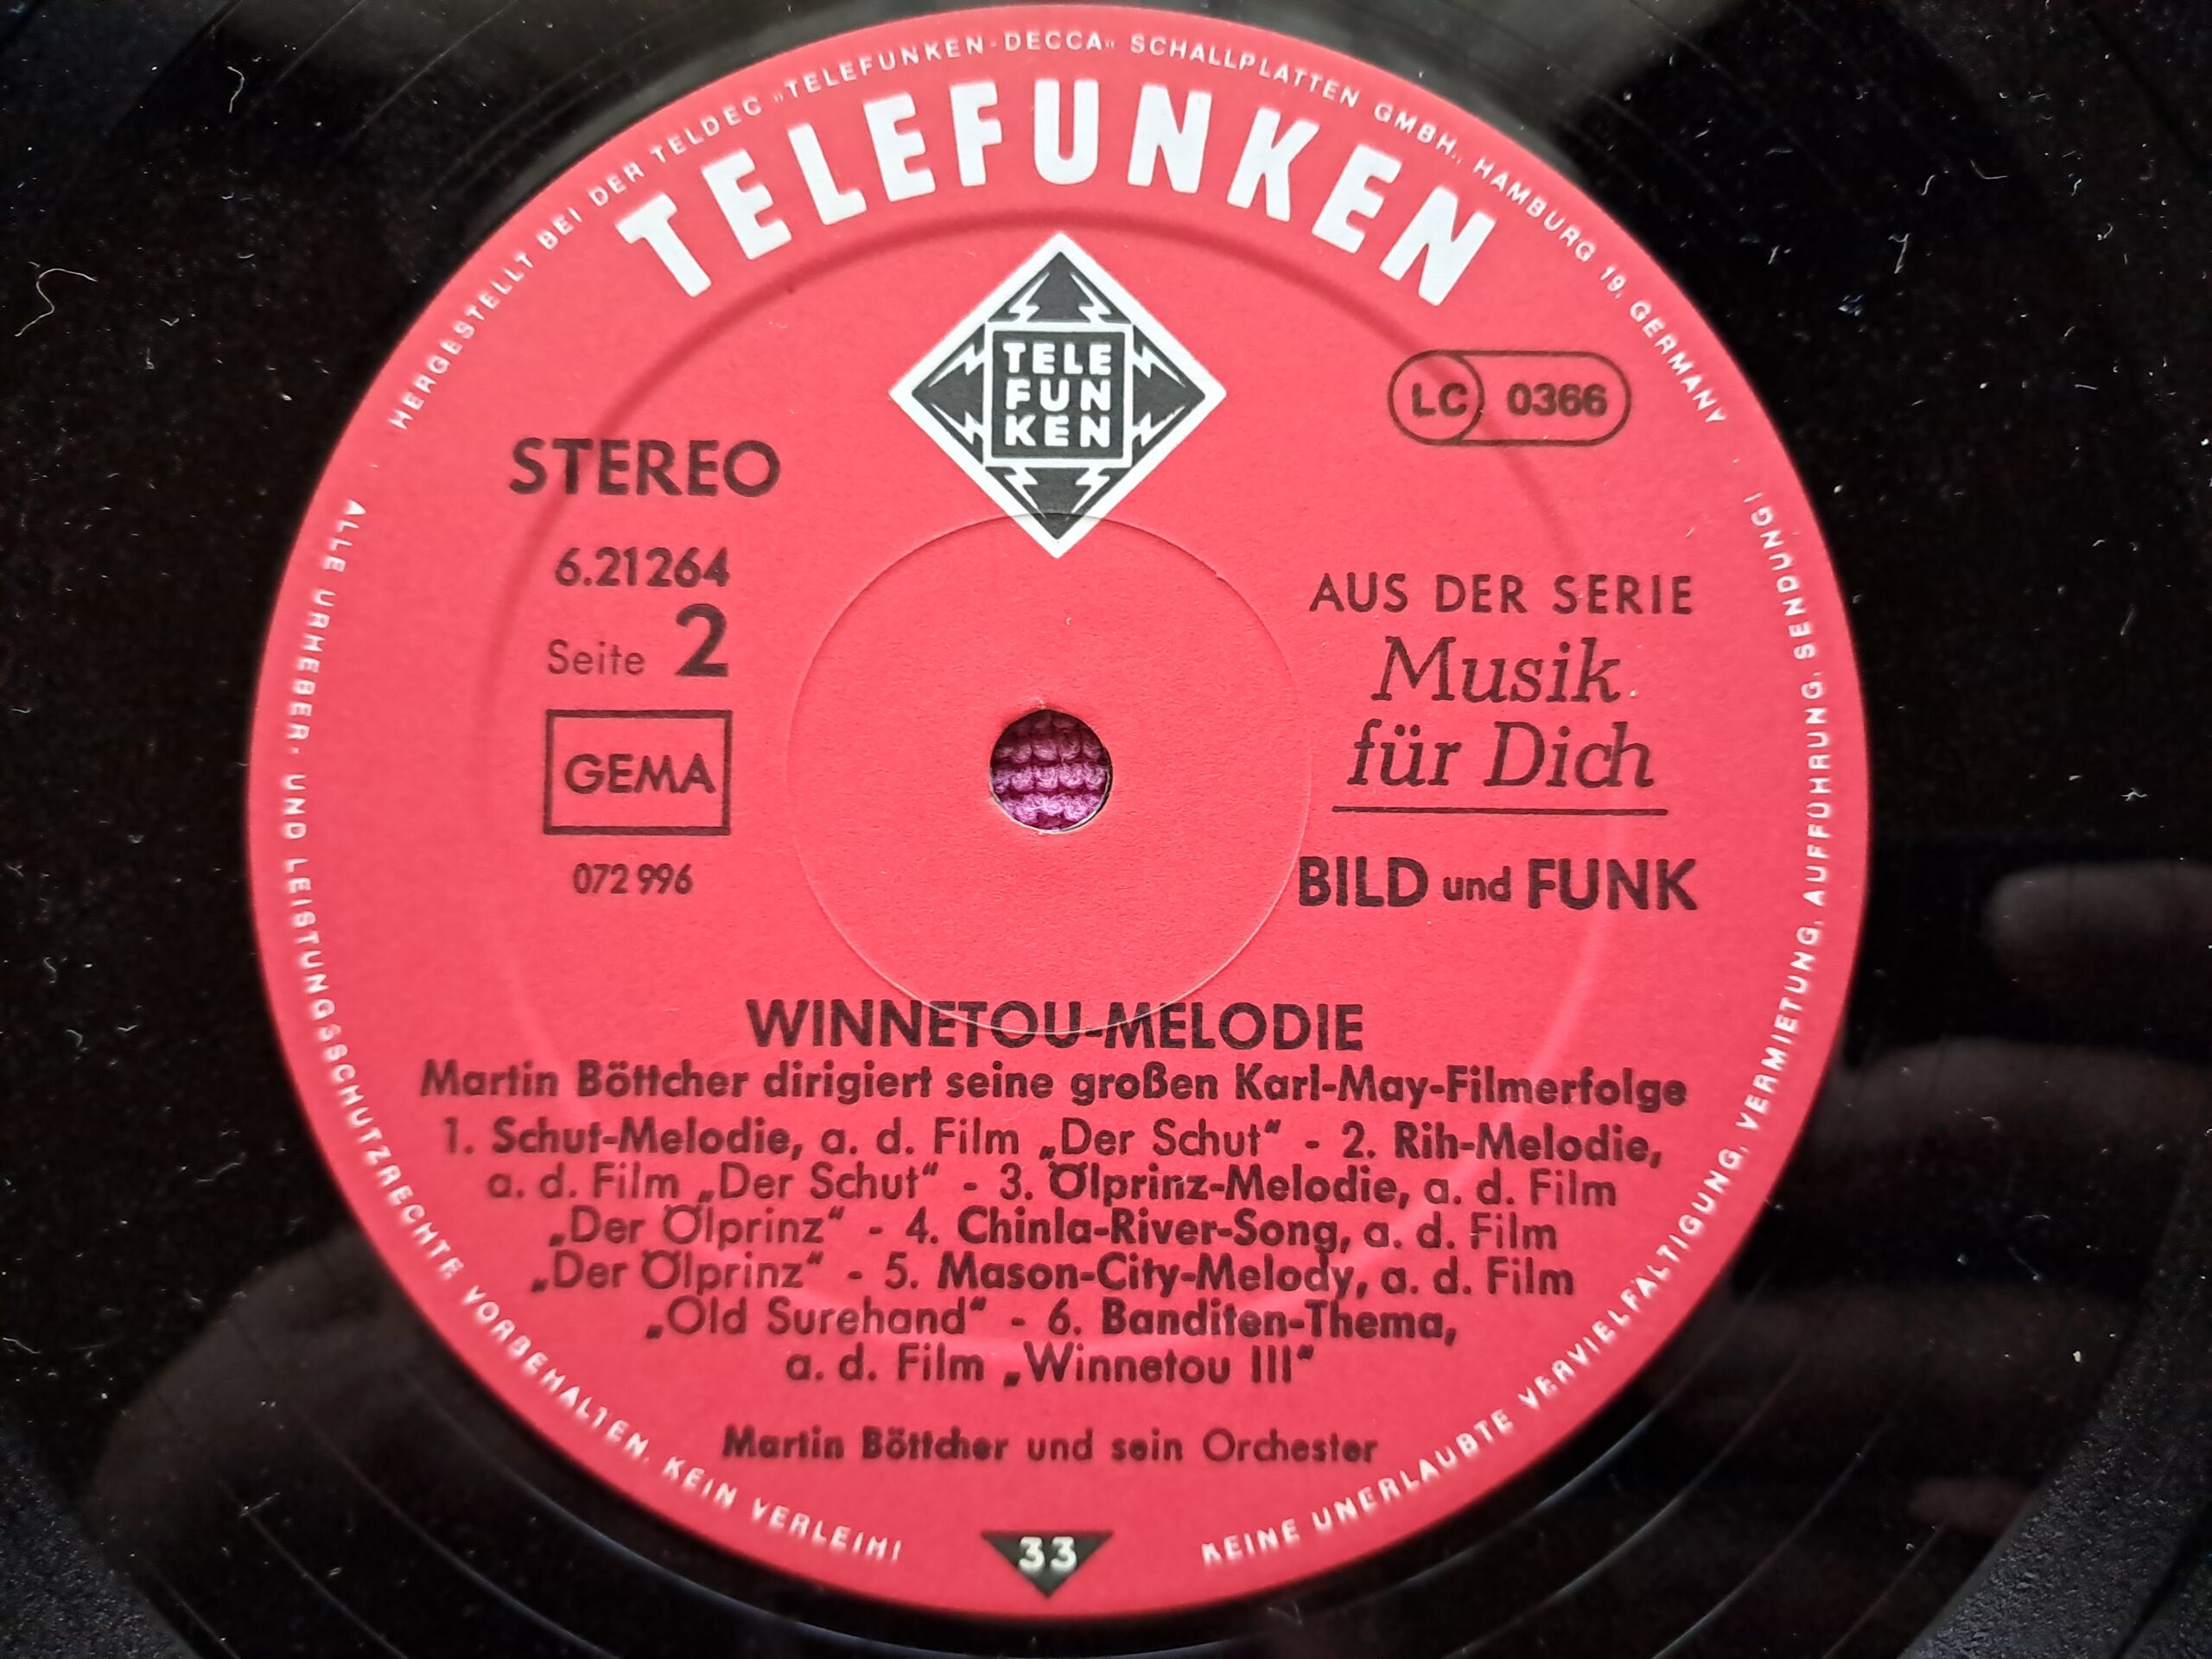 HERGESTELLT BEI DER TELDEC „TELEFUNKEN-DECCA“ SCHALLPLATTEN GMBH., HAMBURG 19, GERMANY
TELEFUNKEN
TELE
FUN
KEN
LC 0366
STEREO
6.21264
Seite 2
GEMA
072 996
AUS DER SERIE
Musik
für Dich
BILD und FUNK
WINNETOU-MELODIE
Martin Böttcher dirigiert seine großen Karl-May-Filmerfolge
1. Schut-Melodie, a. d. Film „Der Schut“ - 2. Rih-Melodie,
a. d. Film „Der Schut“ - 3. Ölprinz-Melodie, a. d. Film
„Der Ölprinz“ - 4. Chinla-River-Song, a. d. Film
„Der Ölprinz“ - 5. Mason-City-Melody, a. d. Film
„Old Surehand“ - 6. Banditen-Thema,
a. d. Film „Winnetou III“
Martin Böttcher und sein Orchester
33
ALLE URHEBER- UND LEISTUNGSSCHUTZRECHTE VORBEHALTEN. KEIN VERLEIH!
KEINE UNERLAUBTE VERVIELFÄLTIGUNG, VERMIETUNG, AUFFÜHRUNG, SENDUNG!